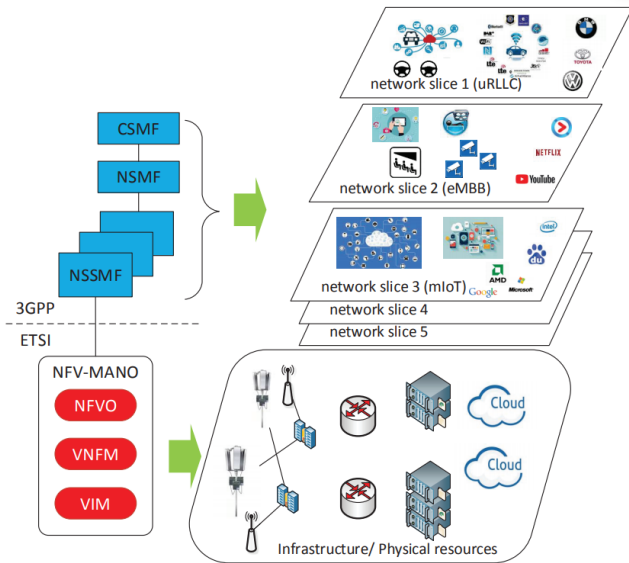 CSMF
NSMF
NSSMF
3GPP
ETSI
NFV-MANO
NFVO
VNFM
VIM
TOYOTA
network slice 1 (uRLLC)
NETFLIX
YouTube
network slice 2 (eMBB)
intel
du
AMD
Google
Microsoft
network slice 3 (mIoT)
network slice 4
network slice 5
Cloud
Cloud
Infrastructure/ Physical resources